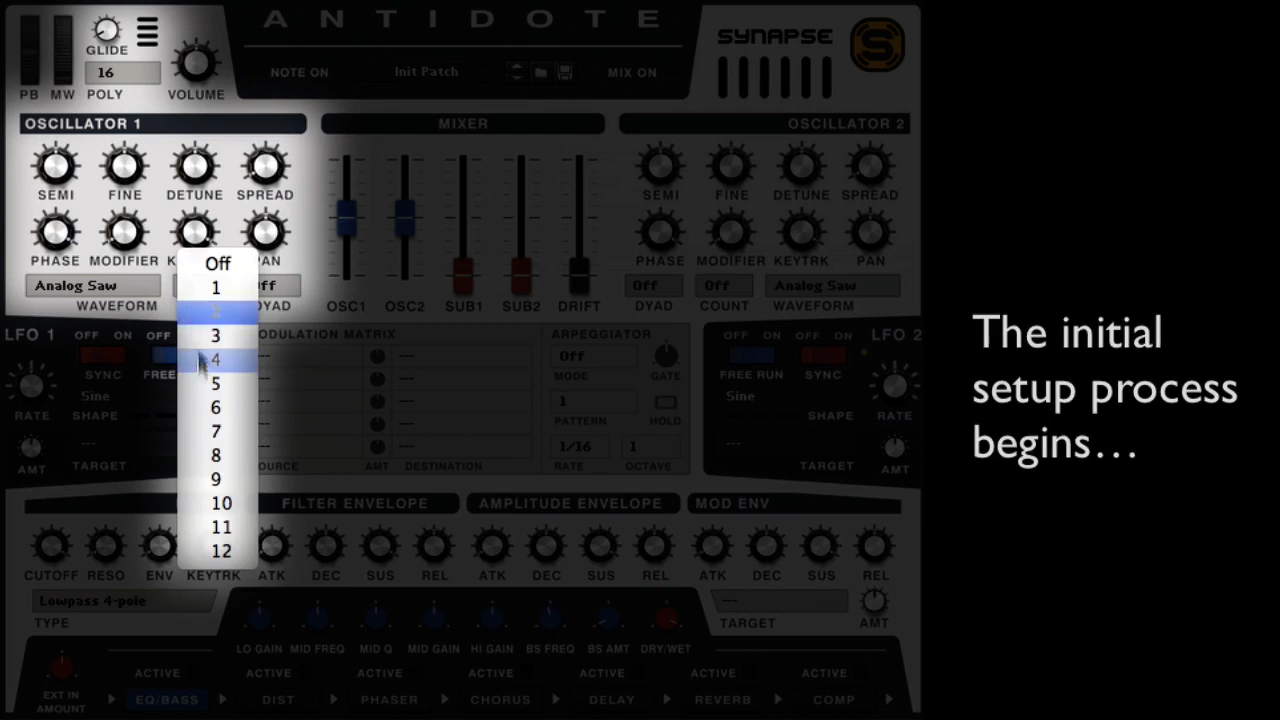 ANTIDOTE
SYNAPSE
GLIDE
16
PB MW POLY VOLUME
NOTE ON Init Patch MIX ON
OSCILLATOR 1 MIXER OSCILLATOR 2
SEMI FINE DETUNE SPREAD
SEMI FINE DETUNE SPREAD
PHASE MODIFIER K PAN
PHASE MODIFIER KEYTRK PAN
Analog Saw ff
Off Off Analog Saw
WAVEFORM DYAD OSC1 OSC2 SUB1 SUB2 DRIFT DYAD COUNT WAVEFORM
Off
1
3
4
5
6
7
8
9
10
11
12
The initial
setup process
begins...
LFO 1 OFF ON OFF ODULATION MATRIX ARPEGGIATOR OFF ON OFF ON LFO 2
SYNC FREE --- --- Off FREE RUN SYNC
MODE GATE
Sine --- --- 1 Sine
RATE SHAPE PATTERN HOLD SHAPE RATE
--- --- --- 1/16 1 ---
AMT TARGET OURCE AMT DESTINATION RATE OCTAVE TARGET AMT
FILTER ENVELOPE AMPLITUDE ENVELOPE MOD ENV
CUTOFF RESO ENV KEYTRK ATK DEC SUS REL ATK DEC SUS REL ATK DEC SUS REL
Lowpass 4-pole ---
TYPE TARGET AMT
LO GAIN MID FREQ MID Q MID GAIN HI GAIN BS FREQ BS AMT DRY/WET
ACTIVE ACTIVE ACTIVE ACTIVE ACTIVE ACTIVE ACTIVE
EXT IN
AMOUNT EQ/BASS DIST PHASER CHORUS DELAY REVERB COMP